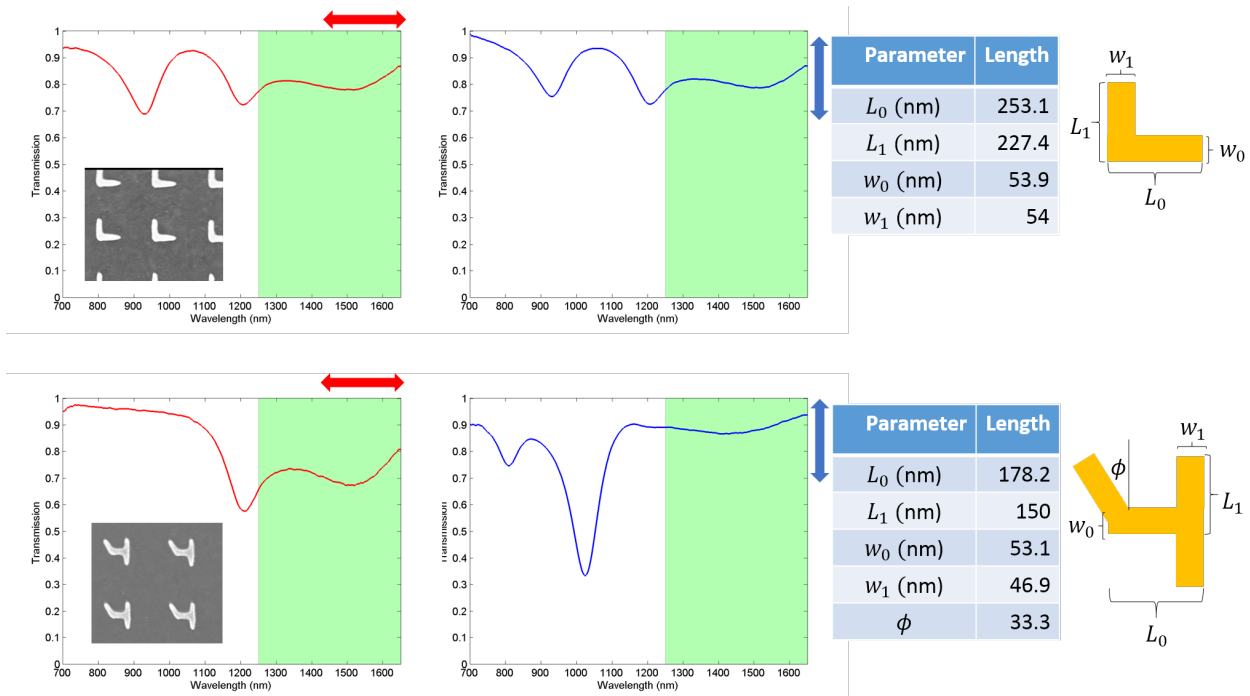 1
0.9
0.8
0.7
0.6
0.5
0.4
0.3
0.2
0.1
0
Transmission
700 800 900 1000 1100 1200 1300 1400 1500 1600
Wavelength (nm)
1
0.9
0.8
0.7
0.6
0.5
0.4
0.3
0.2
0.1
0
Transmission
700 800 900 1000 1100 1200 1300 1400 1500 1600
Wavelength (nm)
Parameter Length
L₀ (nm) 253.1
L₁ (nm) 227.4
w₀ (nm) 53.9
w₁ (nm) 54
w₁
L₁
w₀
L₀
1
0.9
0.8
0.7
0.6
0.5
0.4
0.3
0.2
0.1
0
Transmission
700 800 900 1000 1100 1200 1300 1400 1500 1600
Wavelength (nm)
1
0.9
0.8
0.7
0.6
0.5
0.4
0.3
0.2
0.1
0
Transmission
700 800 900 1000 1100 1200 1300 1400 1500 1600
Wavelength (nm)
Parameter Length
L₀ (nm) 178.2
L₁ (nm) 150
w₀ (nm) 53.1
w₁ (nm) 46.9
ϕ 33.3
w₁
ϕ
L₁
w₀
L₀